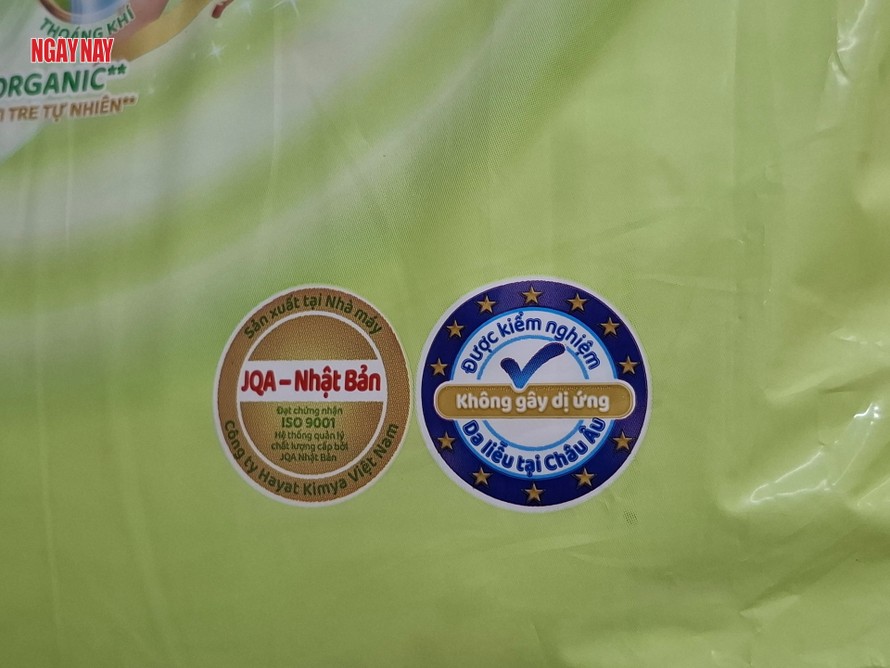 THOÁNG KHÍ
NGAY NAY
ORGANIC**
TRE TỰ NHIÊN**
Sản xuất tại Nhà máy
JQA – Nhật Bản
Đạt chứng nhận
ISO 9001
Hệ thống quản lý
chất lượng cấp bởi
JQA Nhật Bản
Công ty Hayat Kimya Việt Nam
Được kiểm nghiệm
Không gây dị ứng
Da liễu tại Châu Âu